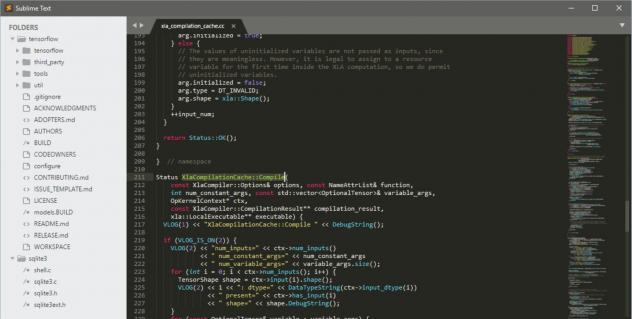 Sublime Text
FOLDERS
tensorflow
tensorflow
third_party
tools
util
.gitignore
ACKNOWLEDGMENTS
ADOPTERS.md
AUTHORS
BUILD
CODEOWNERS
configure
CONTRIBUTING.md
ISSUE_TEMPLATE.md
LICENSE
models.BUILD
README.md
RELEASE.md
WORKSPACE
sqlite3
shell.c
sqlite3.c
sqlite3.h
sqlite3ext.h
xla_compilation_cache.cc
194 arg.initialized = true;
195 } else {
196 // The values of uninitialized variables are not passed as inputs, since
197 // they are meaningless. However, it is legal to assign to a resource
198 // variable for the first time inside the XLA computation, so we do permit
199 // uninitialized variables.
200 arg.initialized = false;
201 arg.type = DT_INVALID;
202 arg.shape = xla::Shape();
203 }
204 ++input_num;
205 }
206 return Status::OK();
207 }
209 } // namespace
211 Status XlaCompilationCache::Compile(
212 const XlaCompiler::Options& options, const NameAttrList& function,
213 int num_constant_args, const std::vector<OptionalTensor>& variable_args,
214 OpKernelContext* ctx,
215 const XlaCompiler::CompilationResult** compilation_result,
216 xla::LocalExecutable** executable) {
217 VLOG(1) << "XlaCompilationCache::Compile " << DebugString();
219 if (VLOG_IS_ON(2)) {
220 VLOG(2) << "num_inputs=" << ctx->num_inputs()
221 << " num_constant_args=" << num_constant_args
222 << " num_variable_args=" << variable_args.size();
223 for (int i = 0; i < ctx->num_inputs(); i++) {
224 TensorShape shape = ctx->input(i).shape();
225 VLOG(2) << i << ": dtype=" << DataTypeString(ctx->input_dtype(i))
226 << " present=" << ctx->has_input(i)
227 << " shape=" << shape.DebugString();
228 }